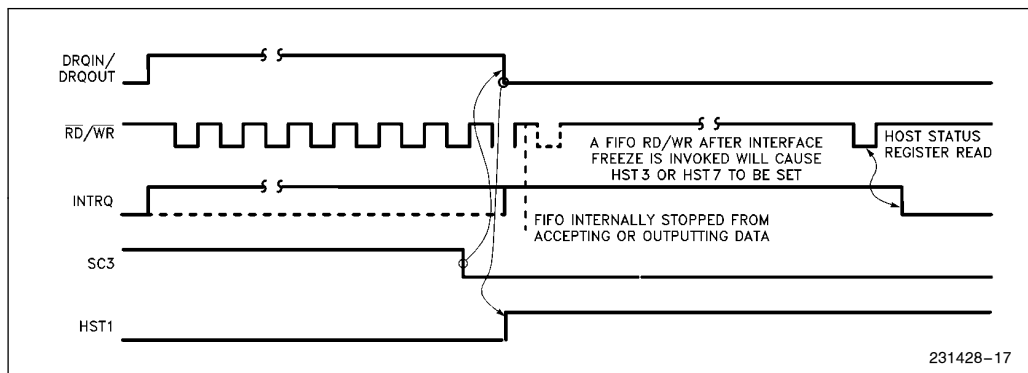 DRQIN/
DRQOUT
RD/WR
A FIFO RD/WR AFTER INTERFACE
FREEZE IS INVOKED WILL CAUSE
HST3 OR HST7 TO BE SET
HOST STATUS
REGISTER READ
INTRQ
FIFO INTERNALLY STOPPED FROM
ACCEPTING OR OUTPUTTING DATA
SC3
HST1
231428–17